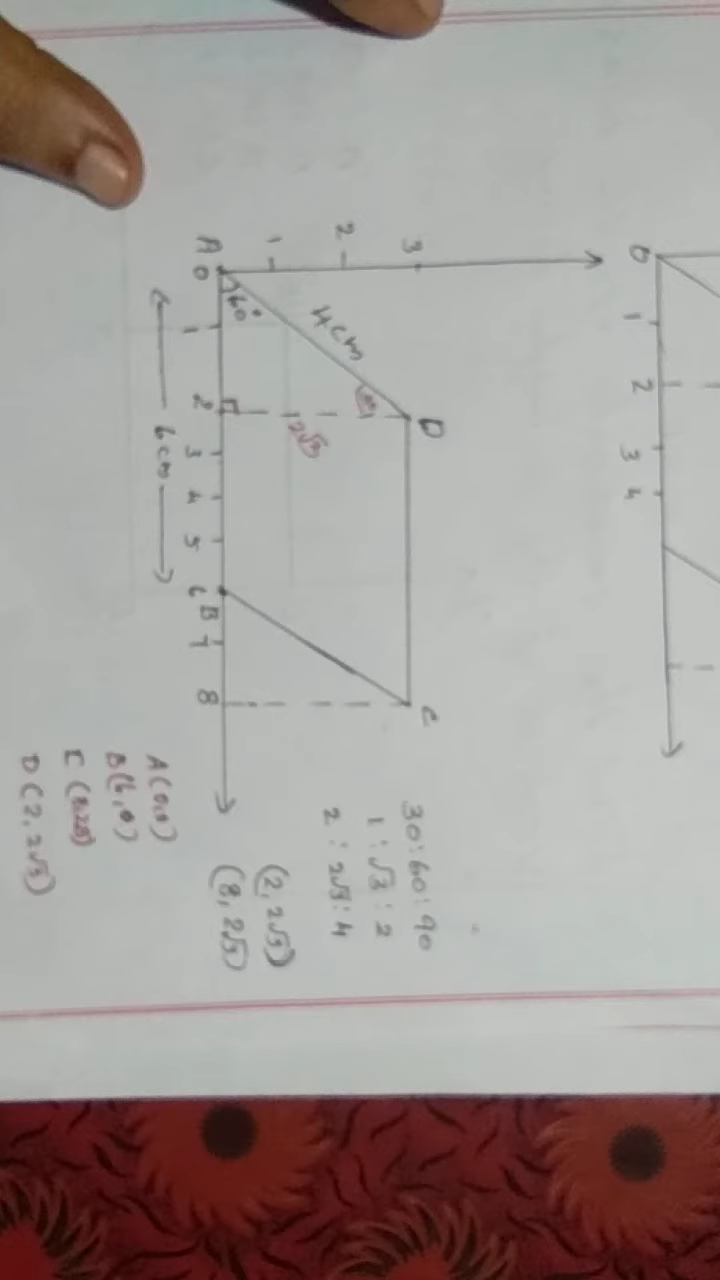 3
2
1
A
0
60°
4cm
D
30°
2√3
1 2 3 4 5 6 7 8
B
C
6cm
30:60:90
1:√3:2
2:2√3:4
(2,2√3)
(8,2√3)
A(0,0)
B(6,0)
C(8,2√3)
D(2,2√3)
0 1 2 3 4